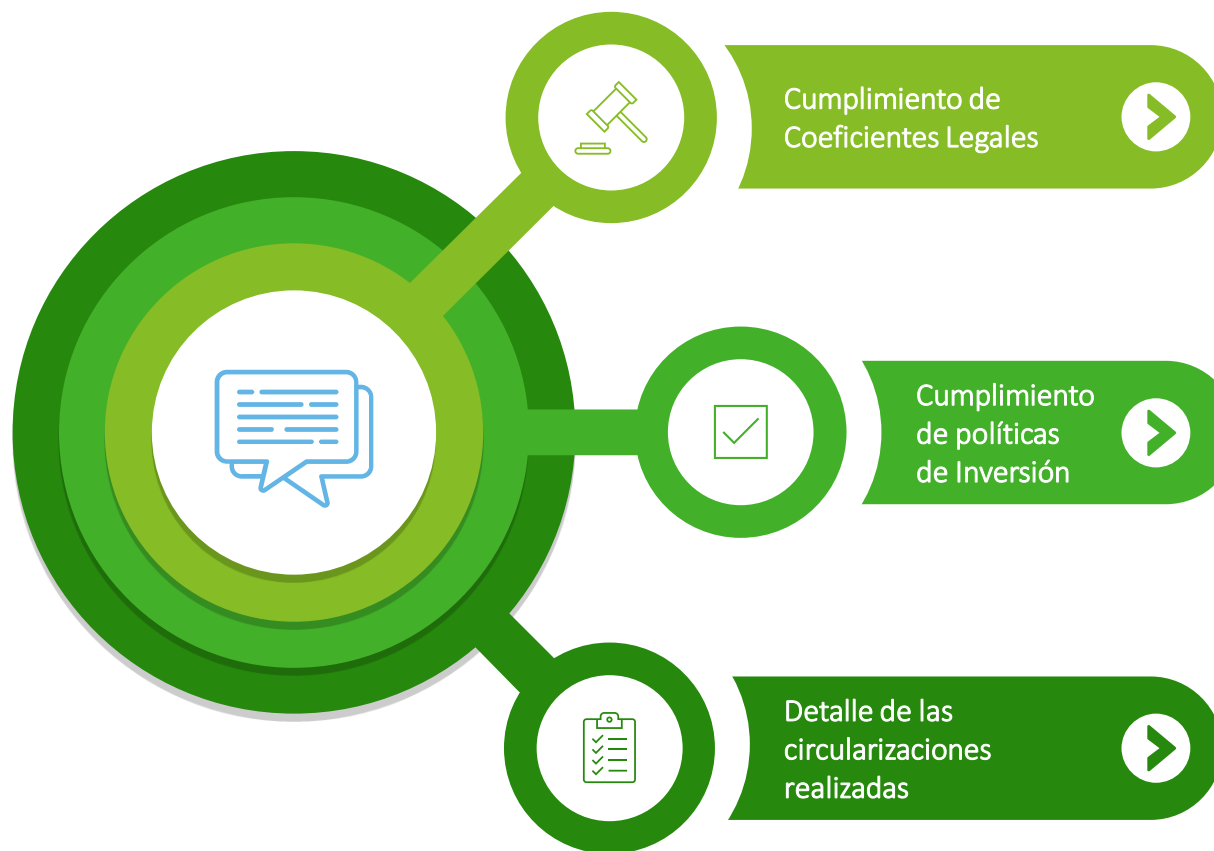 Cumplimiento de
Coeficientes Legales
Cumplimiento
de políticas
de Inversión
Detalle de las
circularizaciones
realizadas